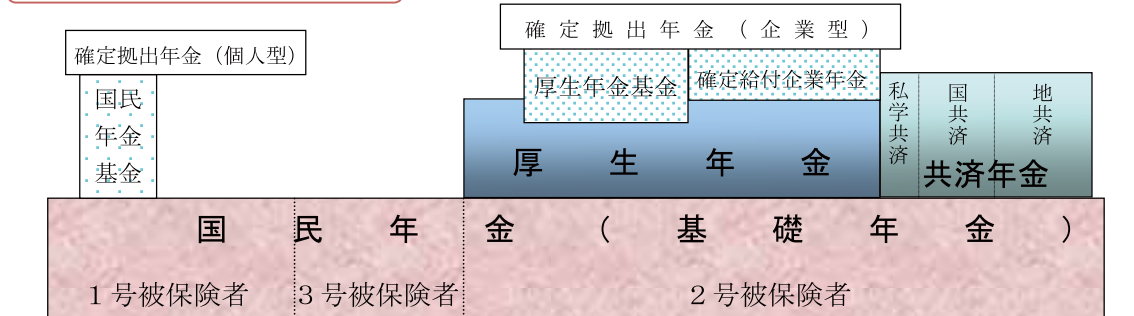 確定拠出年金（企業型）
確定拠出年金（個人型）
国民
年金
基金
厚生年金基金
確定給付企業年金
私学共済
国共済
地共済
厚生年金
共済年金
国民年金（基礎年金）
１号被保険者
３号被保険者
２号被保険者